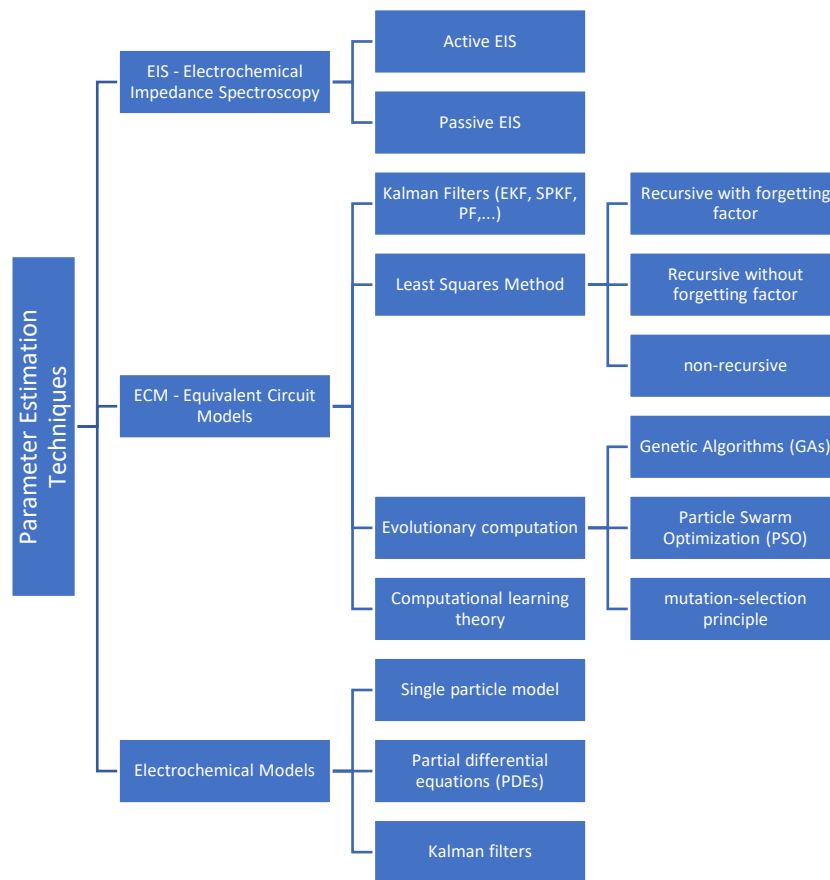 Parameter Estimation
Techniques
EIS - Electrochemical
Impedance Spectroscopy
Active EIS
Passive EIS
ECM - Equivalent Circuit
Models
Kalman Filters (EKF, SPKF,
PF,...)
Least Squares Method
Recursive with forgetting
factor
Recursive without
forgetting factor
non-recursive
Evolutionary computation
Genetic Algorithms (GAs)
Particle Swarm
Optimization (PSO)
mutation-selection
principle
Computational learning
theory
Electrochemical Models
Single particle model
Partial differential
equations (PDEs)
Kalman filters